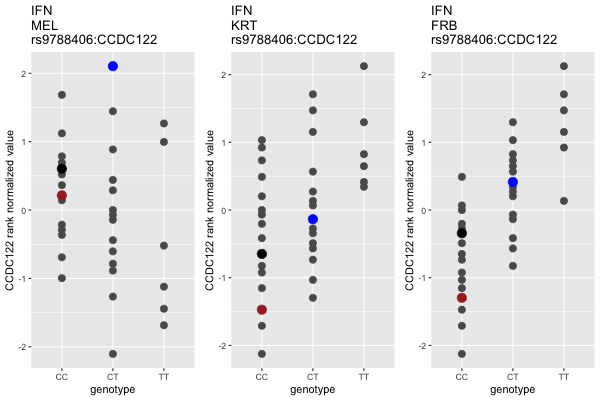 IFN
MEL
rs9788406:CCDC122
CCDC122 rank normalized value
2
1
0
-1
-2
CC
CT
TT
genotype
IFN
KRT
rs9788406:CCDC122
CCDC122 rank normalized value
2
1
0
-1
-2
CC
CT
TT
genotype
IFN
FRB
rs9788406:CCDC122
CCDC122 rank normalized value
2
1
0
-1
-2
CC
CT
TT
genotype